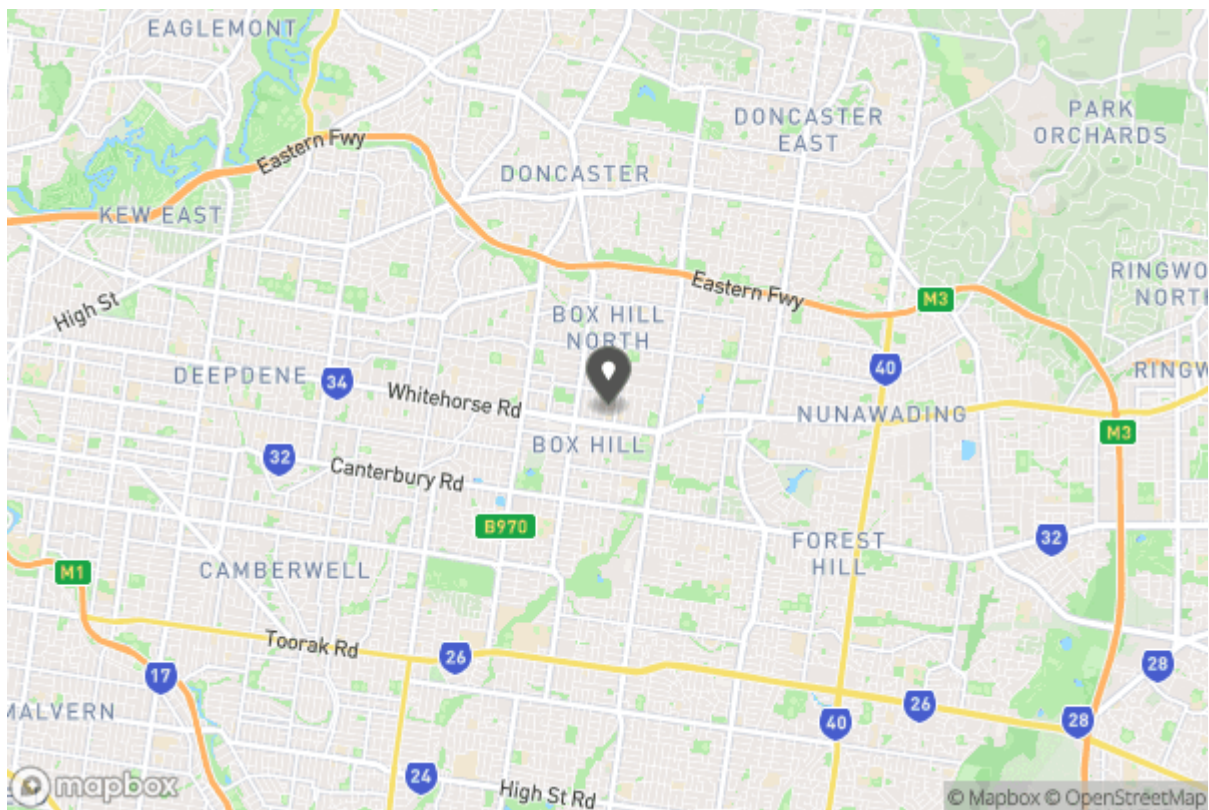 EAGLEMONT
PARK
ORCHARDS
DONCASTER
EAST
Eastern Fwy
DONCASTER
KEW EAST
RINGWO
NORTH
Eastern Fwy
M3
High St
BOX HILL
NORTH
40
RINGW
DEEPDENE
34
Whitehorse Rd
NUNAWADING
M3
BOX HILL
32
Canterbury Rd
B970
32
FOREST
HILL
M1
CAMBERWELL
Toorak Rd
26
28
17
26
MALVERN
40
28
24
High St Rd
mapbox
© Mapbox © OpenStreetMap